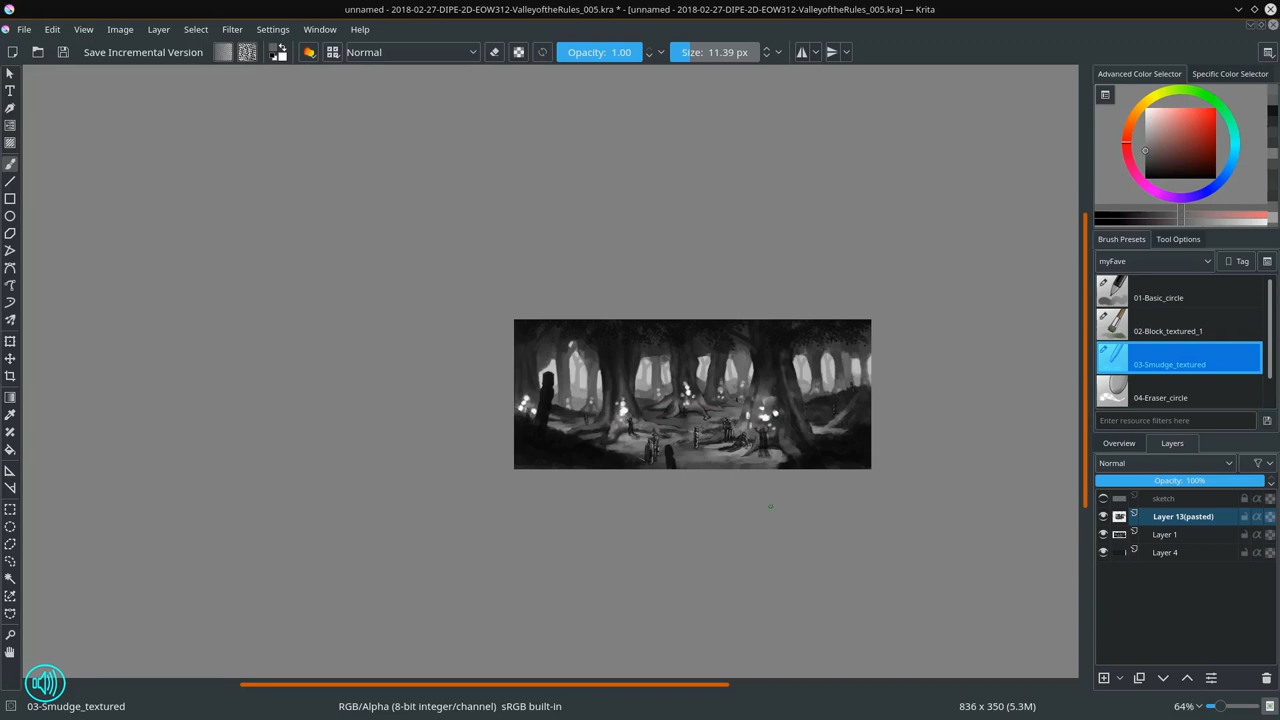 unnamed - 2018-02-27-DIPE-2D-EOW312-ValleyoftheRules_005.kra * - [unnamed - 2018-02-27-DIPE-2D-EOW312-ValleyoftheRules_005.kra] — Krita
File Edit View Image Layer Select Filter Settings Window Help
Save Incremental Version Normal Opacity: 1.00 Size: 11.39 px
Advanced Color Selector Specific Color Selector
Brush Presets Tool Options
myFave Tag
01-Basic_circle
02-Block_textured_1
03-Smudge_textured
04-Eraser_circle
Enter resource filters here
Overview Layers
Normal
Opacity: 100%
sketch
Layer 13(pasted)
Layer 1
Layer 4
03-Smudge_textured RGB/Alpha (8-bit integer/channel) sRGB built-in 836 x 350 (5.3M) 64%